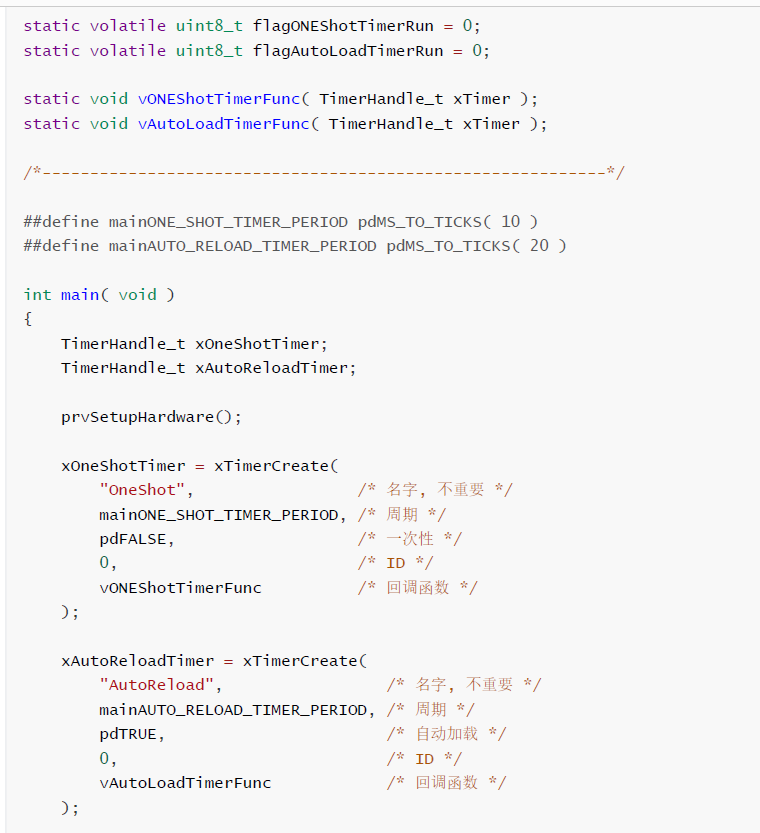 static volatile uint8_t flagONEShotTimerRun = 0;
static volatile uint8_t flagAutoLoadTimerRun = 0;

static void vONEShotTimerFunc( TimerHandle_t xTimer );
static void vAutoLoadTimerFunc( TimerHandle_t xTimer );

/*-----------------------------------------------------------*/

##define mainONE_SHOT_TIMER_PERIOD pdMS_TO_TICKS( 10 )
##define mainAUTO_RELOAD_TIMER_PERIOD pdMS_TO_TICKS( 20 )

int main( void )
{
    TimerHandle_t xOneShotTimer;
    TimerHandle_t xAutoReloadTimer;

    prvSetupHardware();

    xOneShotTimer = xTimerCreate(
        "OneShot",                 /* 名字, 不重要 */
        mainONE_SHOT_TIMER_PERIOD, /* 周期 */
        pdFALSE,                   /* 一次性 */
        0,                         /* ID */
        vONEShotTimerFunc          /* 回调函数 */
    );

    xAutoReloadTimer = xTimerCreate(
        "AutoReload",                 /* 名字, 不重要 */
        mainAUTO_RELOAD_TIMER_PERIOD, /* 周期 */
        pdTRUE,                       /* 自动加载 */
        0,                            /* ID */
        vAutoLoadTimerFunc            /* 回调函数 */
    );